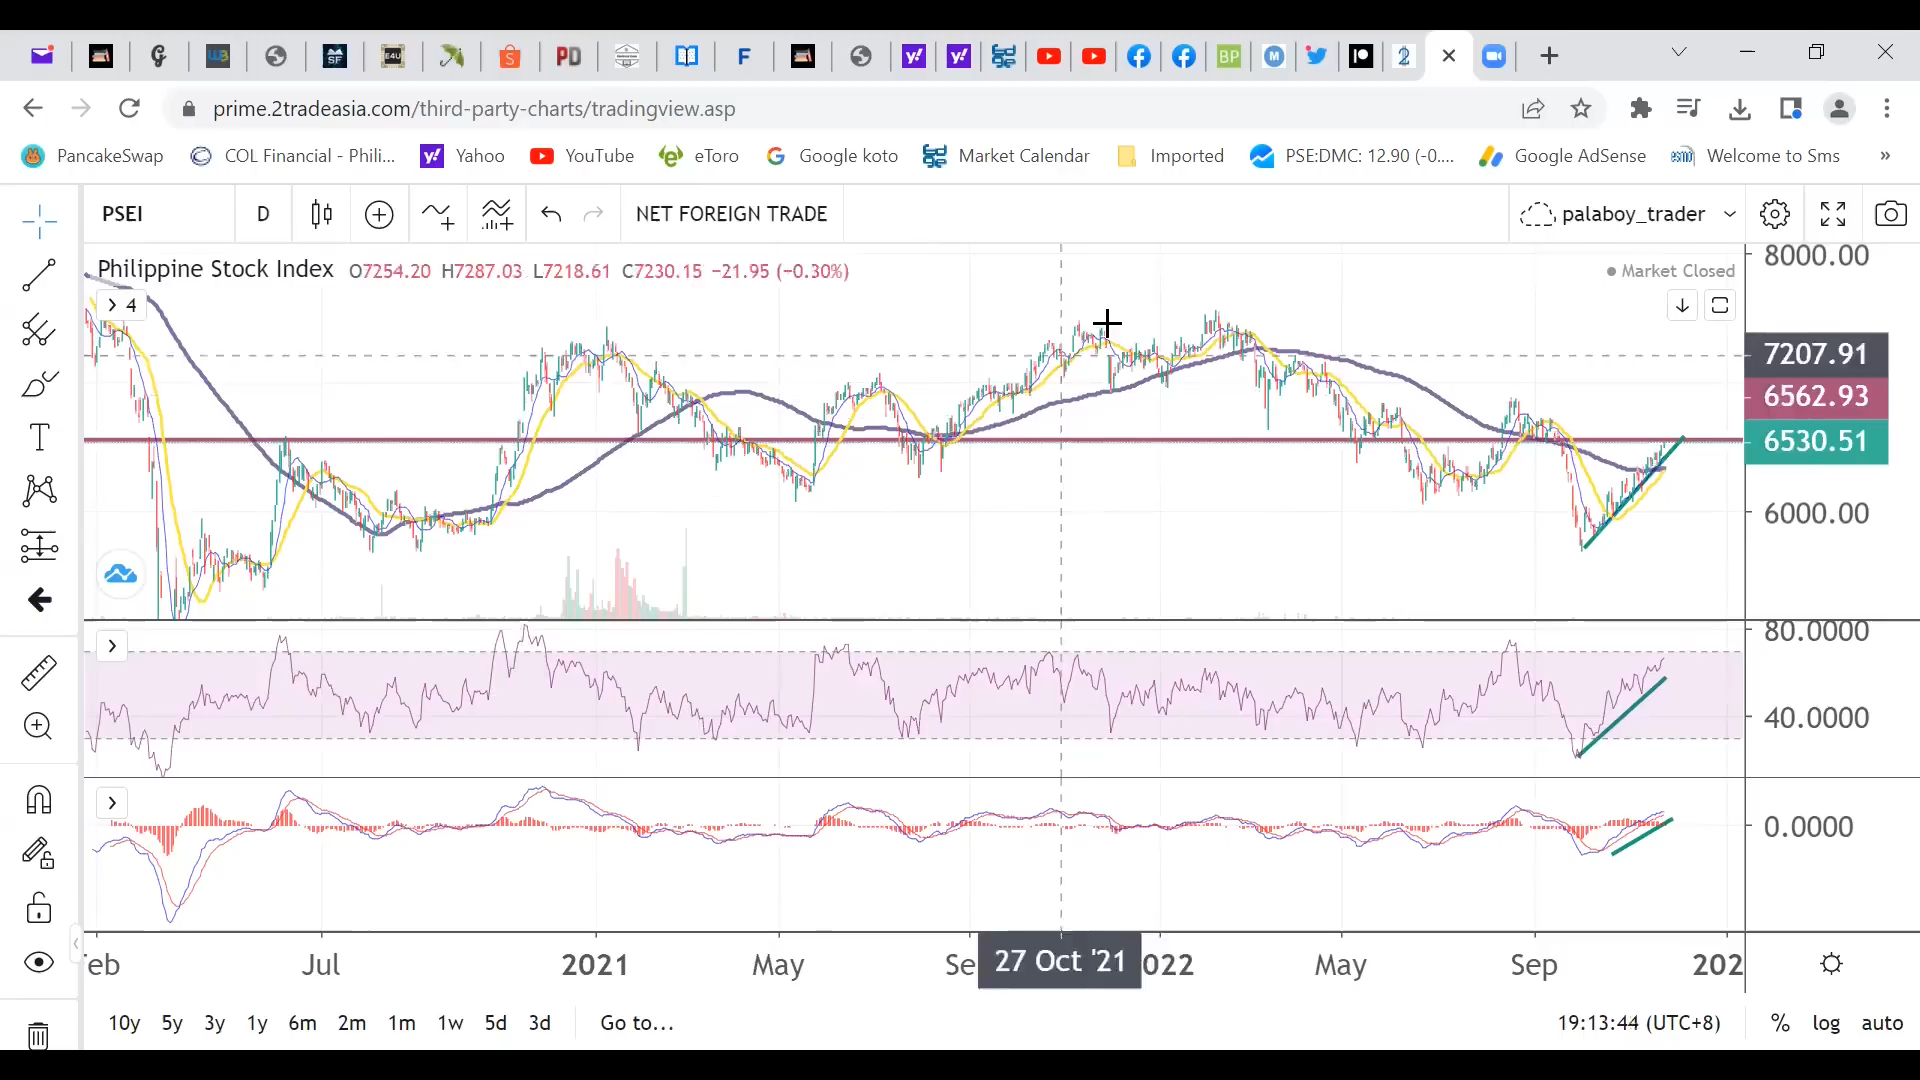 prime.2tradeasia.com/third-party-charts/tradingview.asp
PancakeSwap COL Financial - Phili... Yahoo YouTube eToro Google koto Market Calendar Imported PSE:DMC: 12.90 (-0.... Google AdSense Welcome to Sms »
PSEI D NET FOREIGN TRADE palaboy_trader
Philippine Stock Index O7254.20 H7287.03 L7218.61 C7230.15 −21.95 (−0.30%) Market Closed
4
8000.00
7207.91
6562.93
6530.51
6000.00
80.0000
40.0000
0.0000
eb Jul 2021 May Se 27 Oct '21 022 May Sep 202
10y 5y 3y 1y 6m 2m 1m 1w 5d 3d Go to... 19:13:44 (UTC+8) % log auto